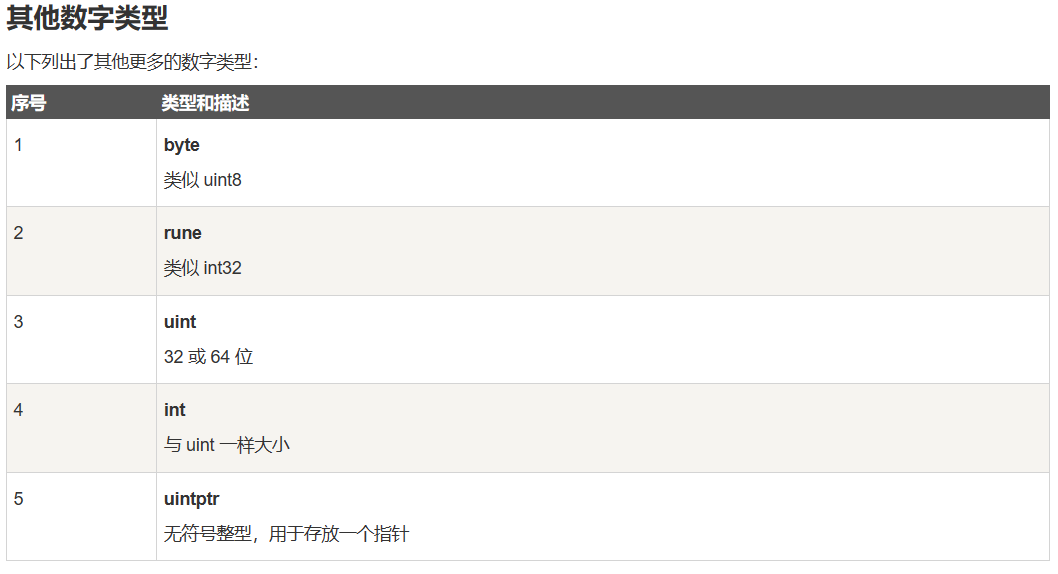 其他数字类型
以下列出了其他更多的数字类型：
序号 类型和描述
1 byte
类似 uint8
2 rune
类似 int32
3 uint
32 或 64 位
4 int
与 uint 一样大小
5 uintptr
无符号整型，用于存放一个指针